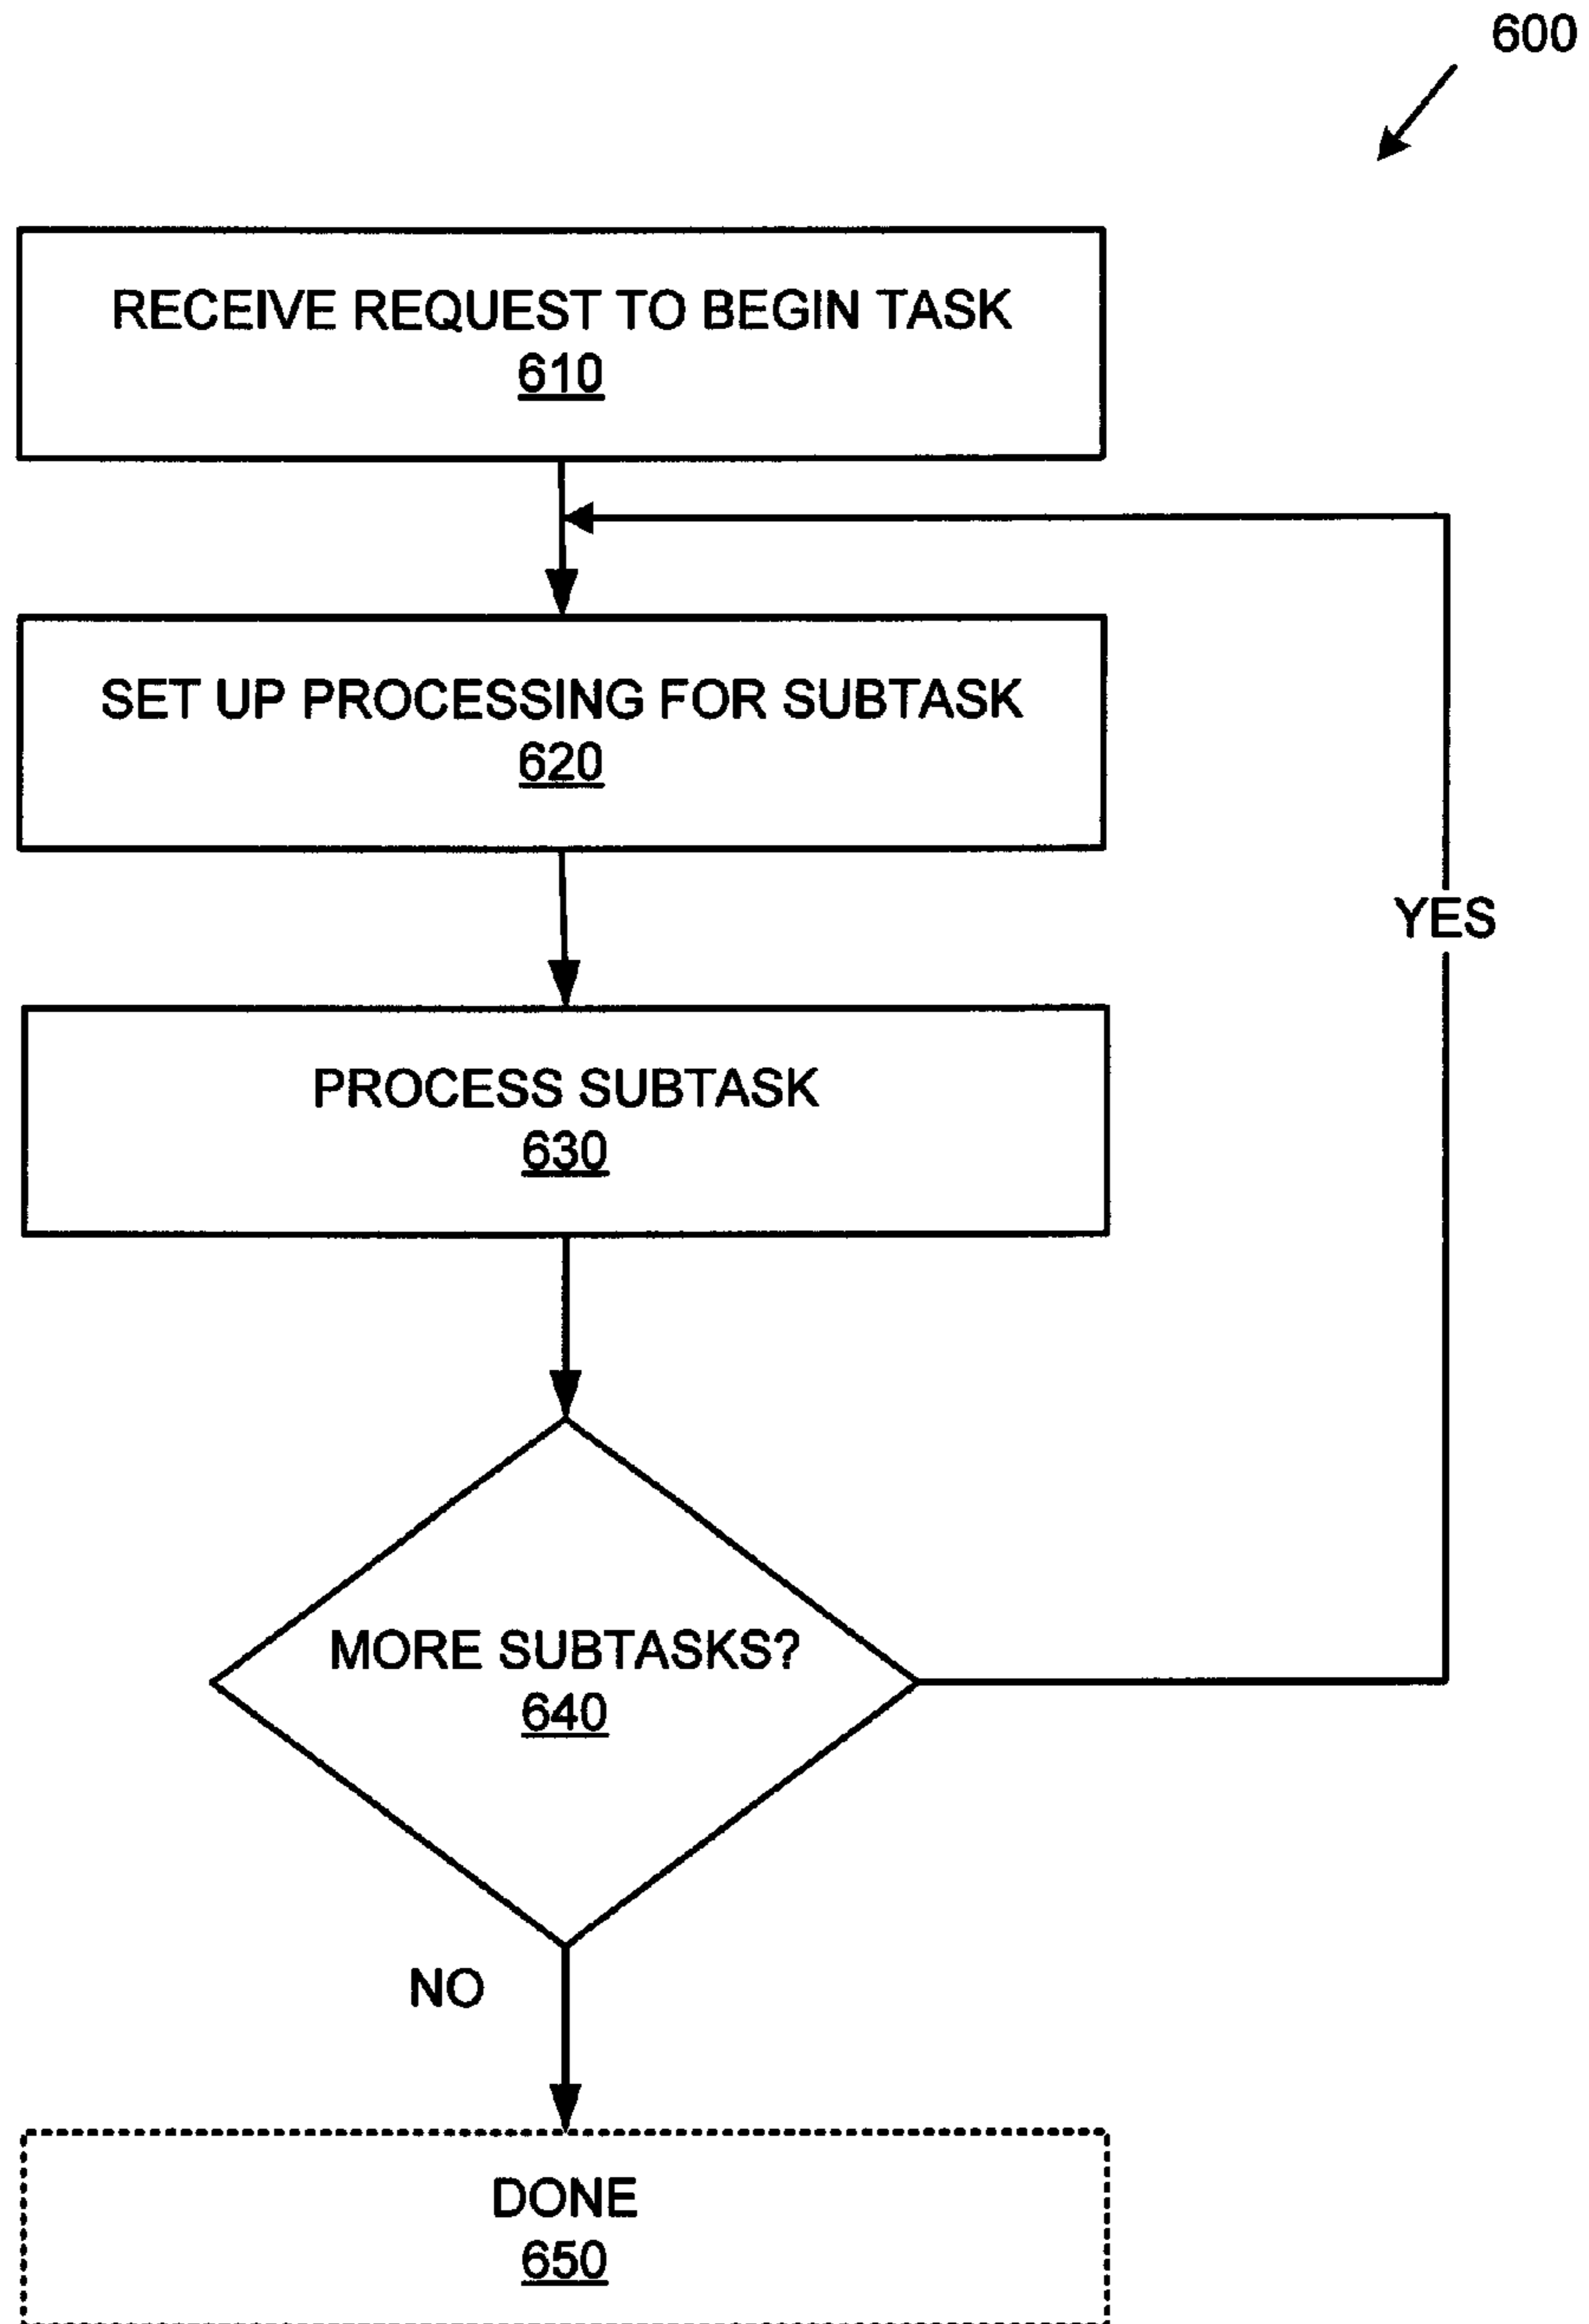 600
RECEIVE REQUEST TO BEGIN TASK
610
SET UP PROCESSING FOR SUBTASK
620
YES
PROCESS SUBTASK
630
MORE SUBTASKS?
640
NO
DONE
650